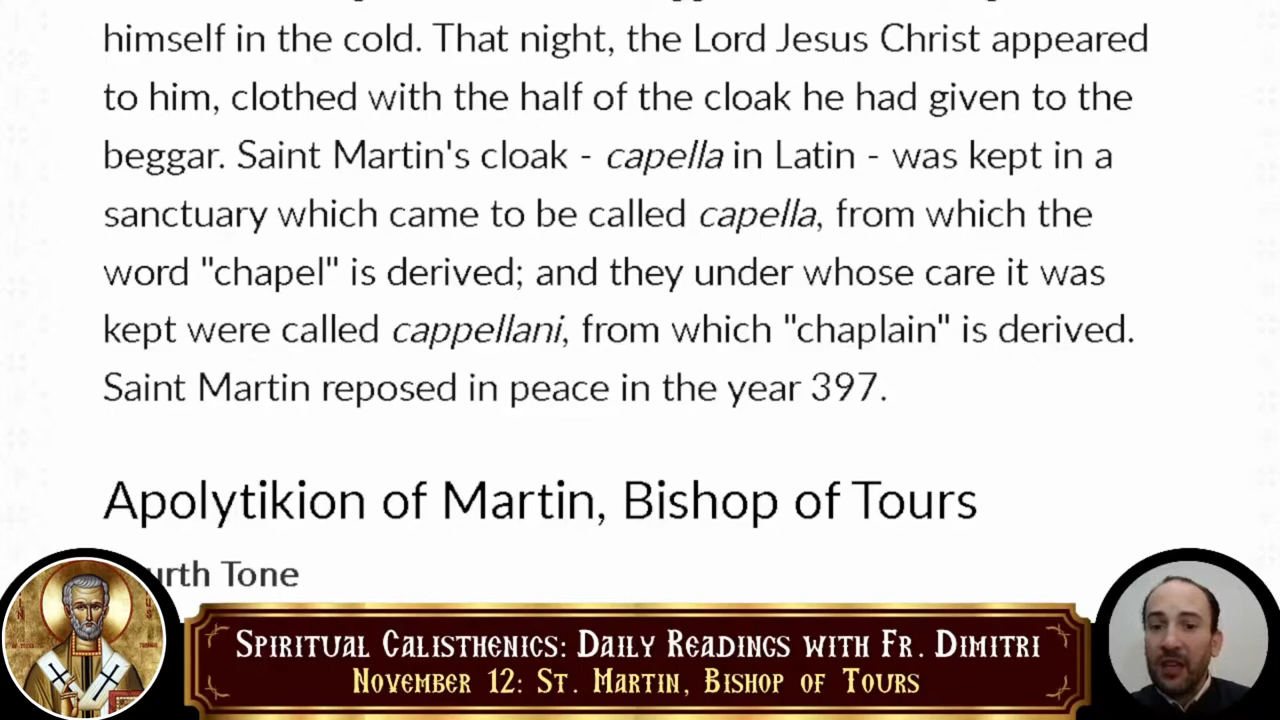 himself in the cold. That night, the Lord Jesus Christ appeared
to him, clothed with the half of the cloak he had given to the
beggar. Saint Martin's cloak - capella in Latin - was kept in a
sanctuary which came to be called capella, from which the
word "chapel" is derived; and they under whose care it was
kept were called cappellani, from which "chaplain" is derived.
Saint Martin reposed in peace in the year 397.
Apolytikion of Martin, Bishop of Tours
urth Tone
Spiritual Calisthenics: Daily Readings with Fr. Dimitri
November 12: St. Martin, Bishop of Tours